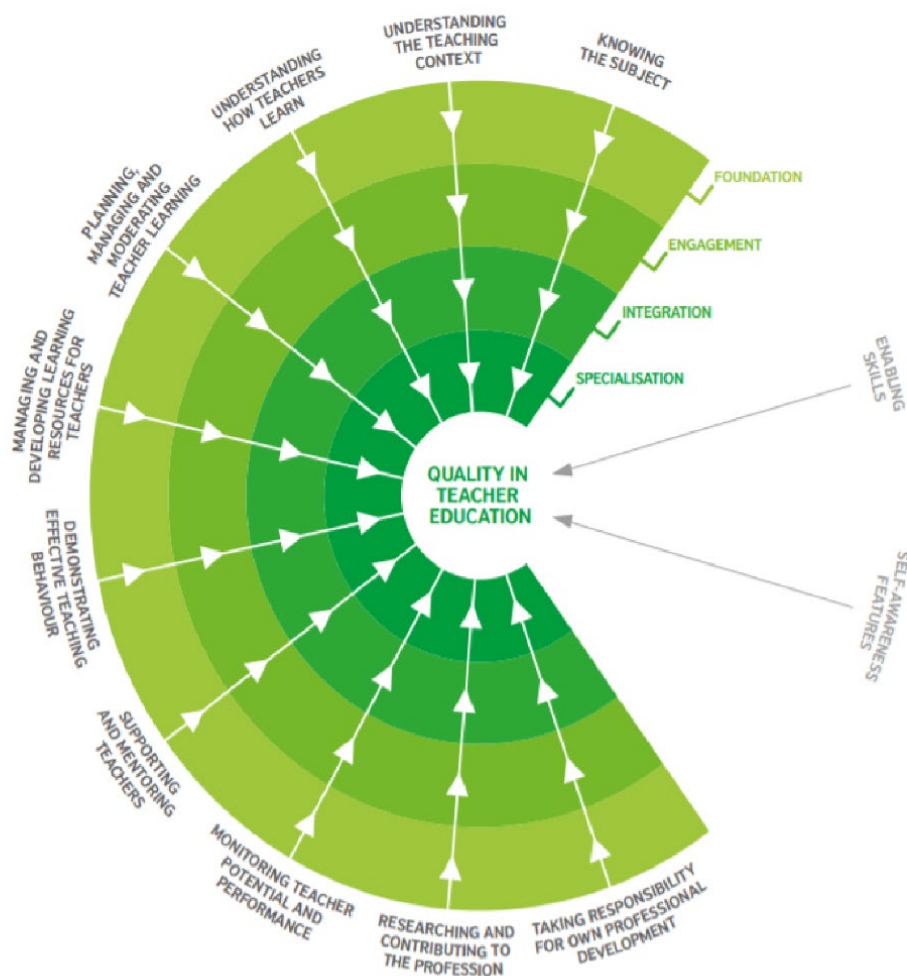 KNOWING
THE SUBJECT
UNDERSTANDING
THE TEACHING
CONTEXT
UNDERSTANDING
HOW TEACHERS
LEARN
PLANNING,
MANAGING AND
MODERATING
TEACHER LEARNING
MANAGING AND
DEVELOPING LEARNING
RESOURCES FOR
TEACHERS
DEMONSTRATING
EFFECTIVE TEACHING
BEHAVIOUR
SUPPORTING
AND MENTORING
TEACHERS
MONITORING TEACHER
POTENTIAL AND
PERFORMANCE
RESEARCHING AND
CONTRIBUTING TO
THE PROFESSION
TAKING RESPONSIBILITY
FOR OWN PROFESSIONAL
DEVELOPMENT
FOUNDATION
ENGAGEMENT
INTEGRATION
SPECIALISATION
QUALITY IN
TEACHER
EDUCATION
ENABLING
SKILLS
SELF-AWARENESS
FEATURES